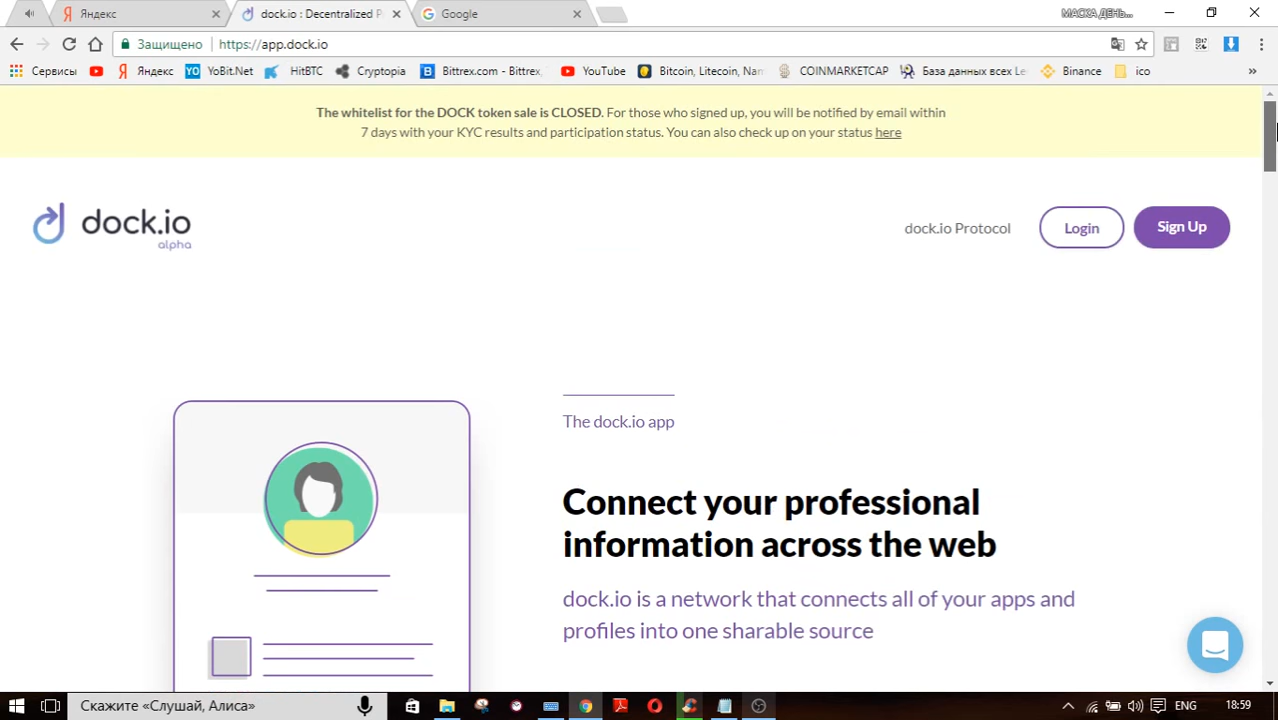 Яндекс
dock.io : Decentralized P
Google
МАСКА ДЕНЬ...
Защищено
https://app.dock.io
Сервисы
Яндекс
YoBit.Net
HitBTC
Cryptopia
Bittrex.com - Bittrex,
YouTube
Bitcoin, Litecoin, Nam
COINMARKETCAP
База данных всех Le
Binance
ico
»
The whitelist for the DOCK token sale is CLOSED. For those who signed up, you will be notified by email within
7 days with your KYC results and participation status. You can also check up on your status here
dock.io
alpha
dock.io Protocol
Login
Sign Up
The dock.io app
Connect your professional
information across the web
dock.io is a network that connects all of your apps and
profiles into one sharable source
Скажите «Слушай, Алиса»
ENG
18:59